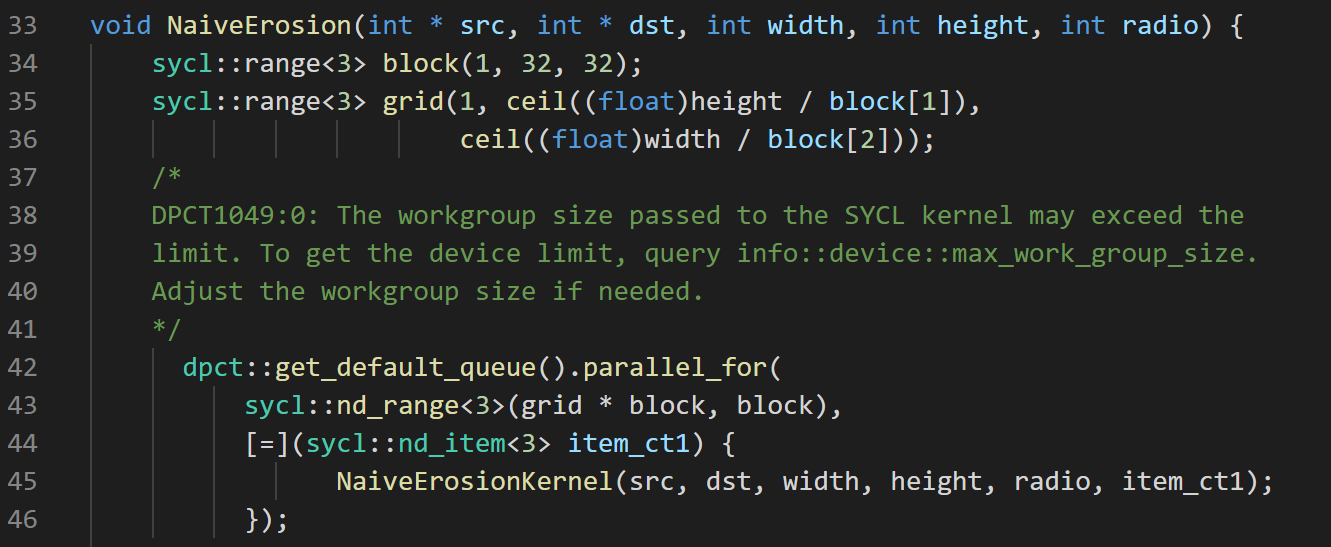 33 void NaiveErosion(int * src, int * dst, int width, int height, int radio) {
34 sycl::range<3> block(1, 32, 32);
35 sycl::range<3> grid(1, ceil((float)height / block[1]),
36 ceil((float)width / block[2]));
37 /*
38 DPCT1049:0: The workgroup size passed to the SYCL kernel may exceed the
39 limit. To get the device limit, query info::device::max_work_group_size.
40 Adjust the workgroup size if needed.
41 */
42 dpct::get_default_queue().parallel_for(
43 sycl::nd_range<3>(grid * block, block),
44 [=](sycl::nd_item<3> item_ct1) {
45 NaiveErosionKernel(src, dst, width, height, radio, item_ct1);
46 });